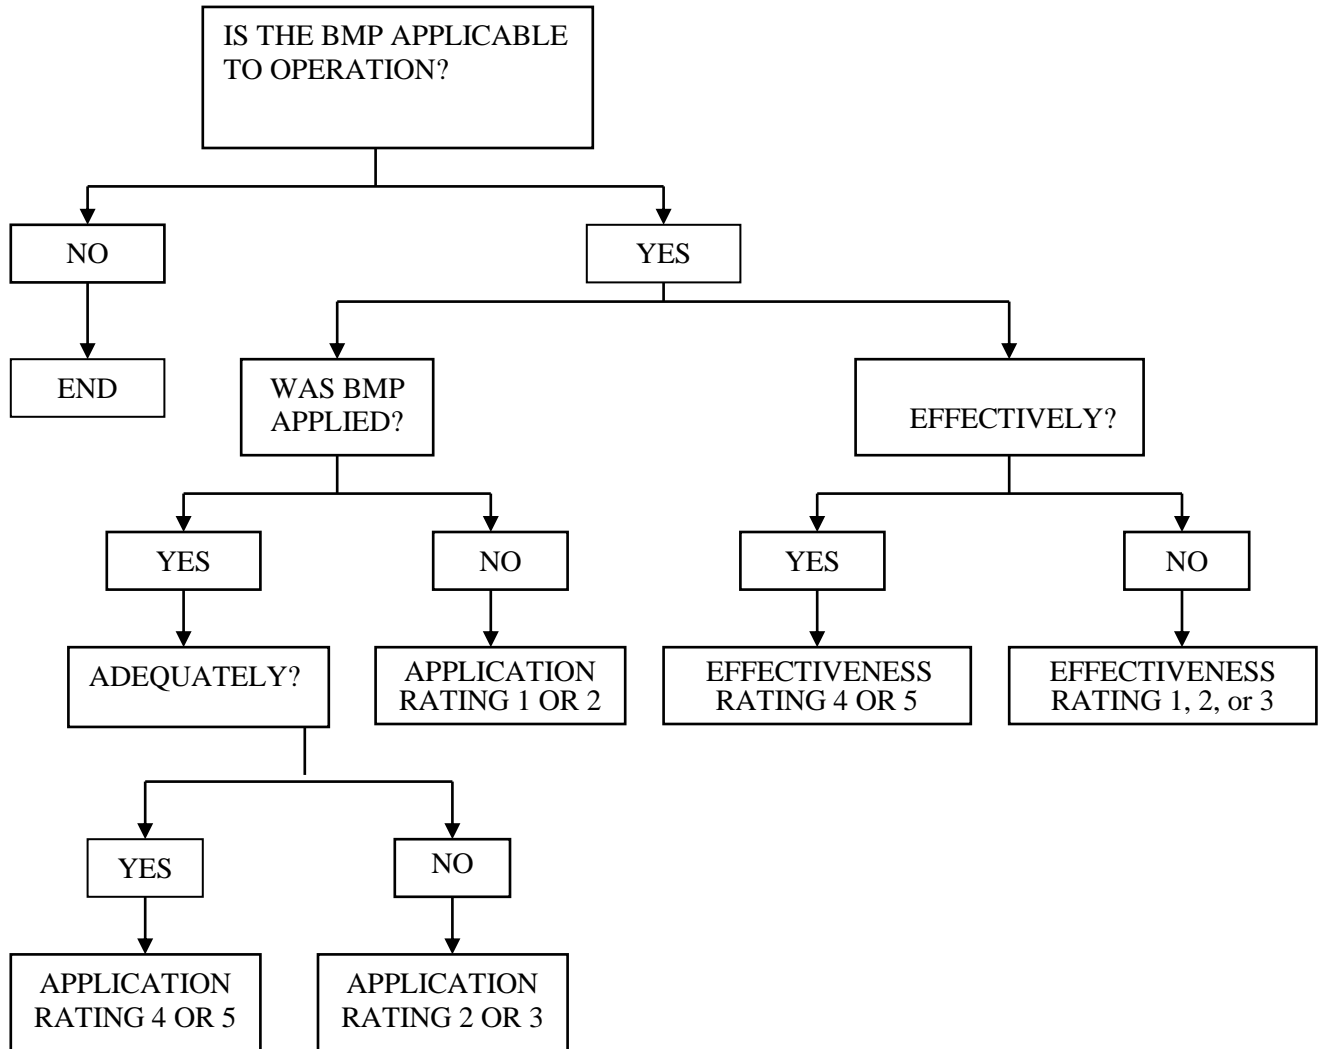 IS THE BMP APPLICABLE
TO OPERATION?
NO
YES
END
WAS BMP
APPLIED?
EFFECTIVELY?
YES
NO
YES
NO
ADEQUATELY?
APPLICATION
RATING 1 OR 2
EFFECTIVENESS
RATING 4 OR 5
EFFECTIVENESS
RATING 1, 2, or 3
YES
NO
APPLICATION
RATING 4 OR 5
APPLICATION
RATING 2 OR 3